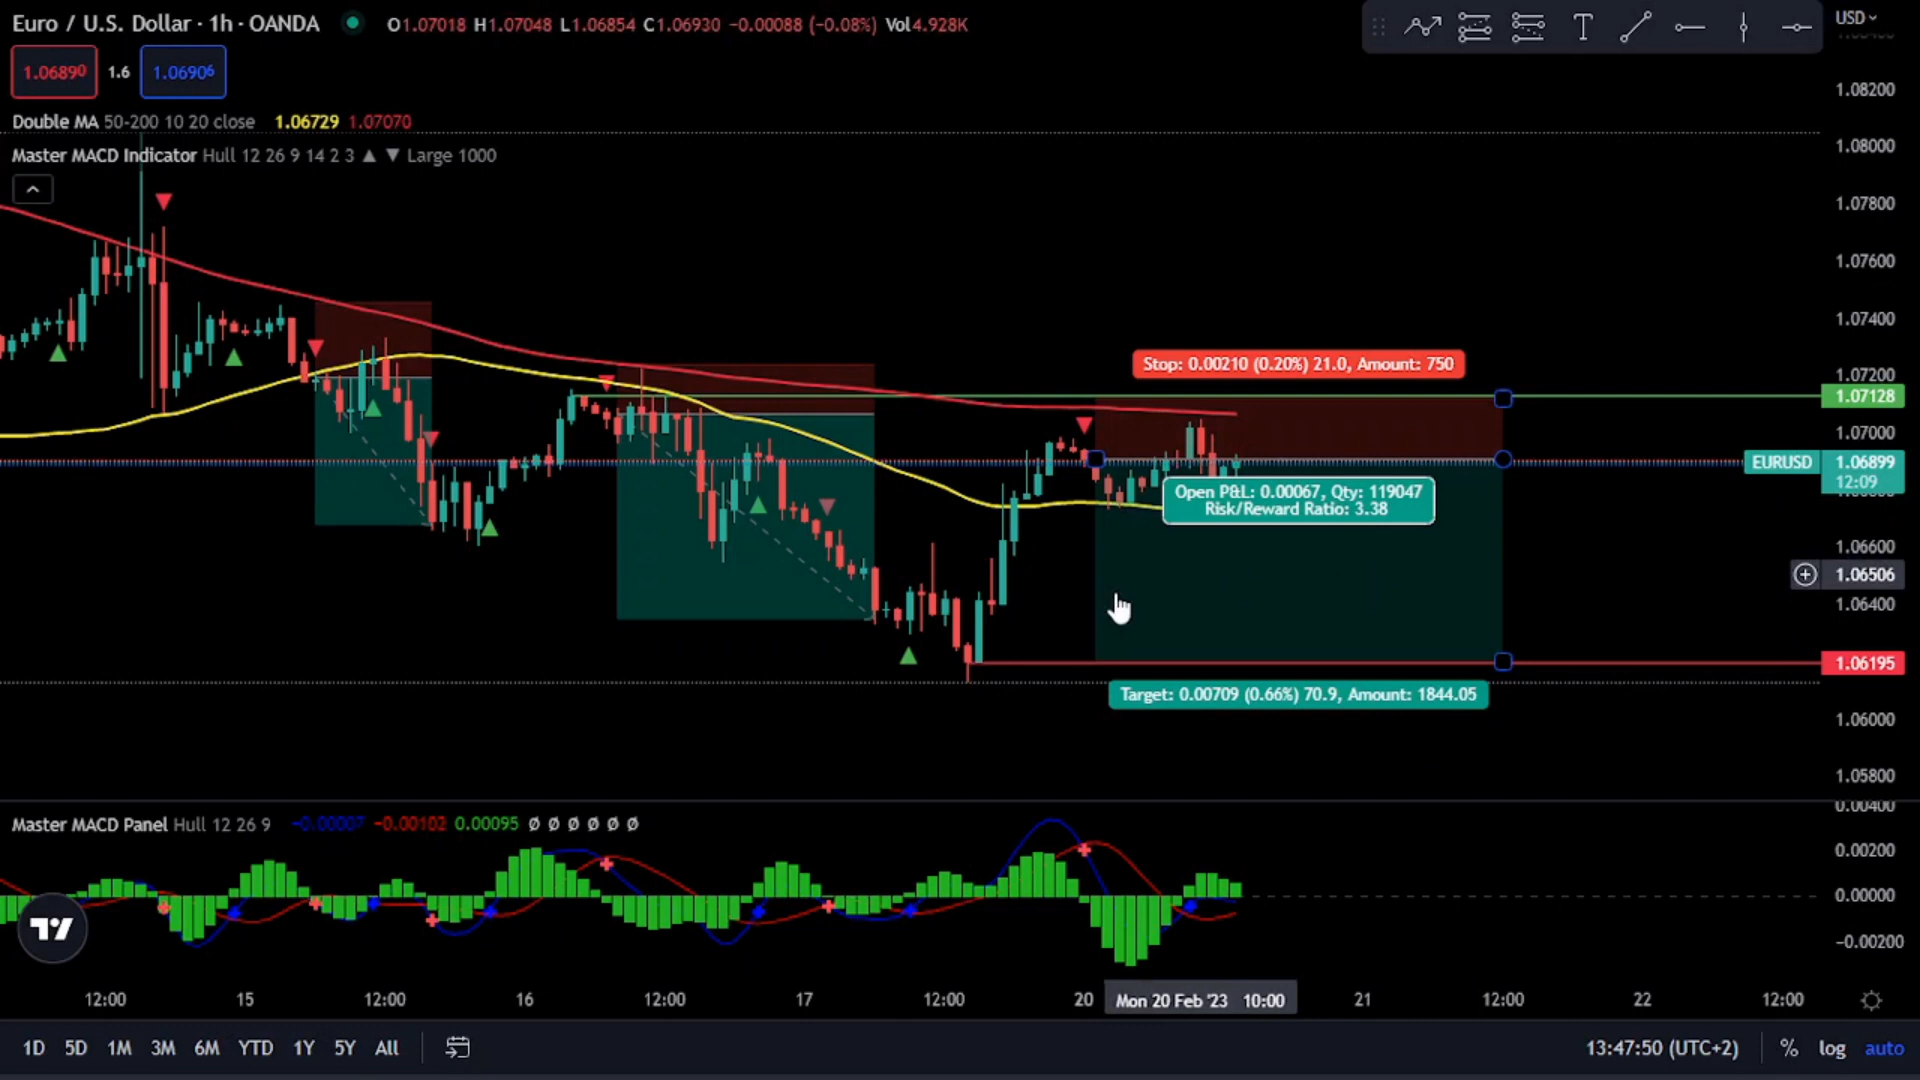 Euro / U.S. Dollar · 1h · OANDA O1.07018 H1.07048 L1.06854 C1.06930 −0.00088 (−0.08%) Vol4.928K
USD
1.06890 1.6 1.06906
1.08200
Double MA 50-200 10 20 close 1.06729 1.07070
1.08000
Master MACD Indicator Hull 12 26 9 14 2 3 ▲ ▼ Large 1000
1.07800
1.07600
1.07400
Stop: 0.00210 (0.20%) 21.0, Amount: 750
1.07200
1.07128
1.07000
EURUSD 1.06899
12:09
Open P&L: 0.00067, Qty: 119047
Risk/Reward Ratio: 3.38
1.06600
1.06506
1.06400
1.06195
Target: 0.00709 (0.66%) 70.9, Amount: 1844.05
1.06000
1.05800
0.00400
Master MACD Panel Hull 12 26 9 −0.00007 −0.00102 0.00095 Ø Ø Ø Ø Ø Ø
0.00200
0.00000
−0.00200
12:00 15 12:00 16 12:00 17 12:00 20 Mon 20 Feb '23 10:00 21 12:00 22 12:00
1D 5D 1M 3M 6M YTD 1Y 5Y All 13:47:50 (UTC+2) % log auto